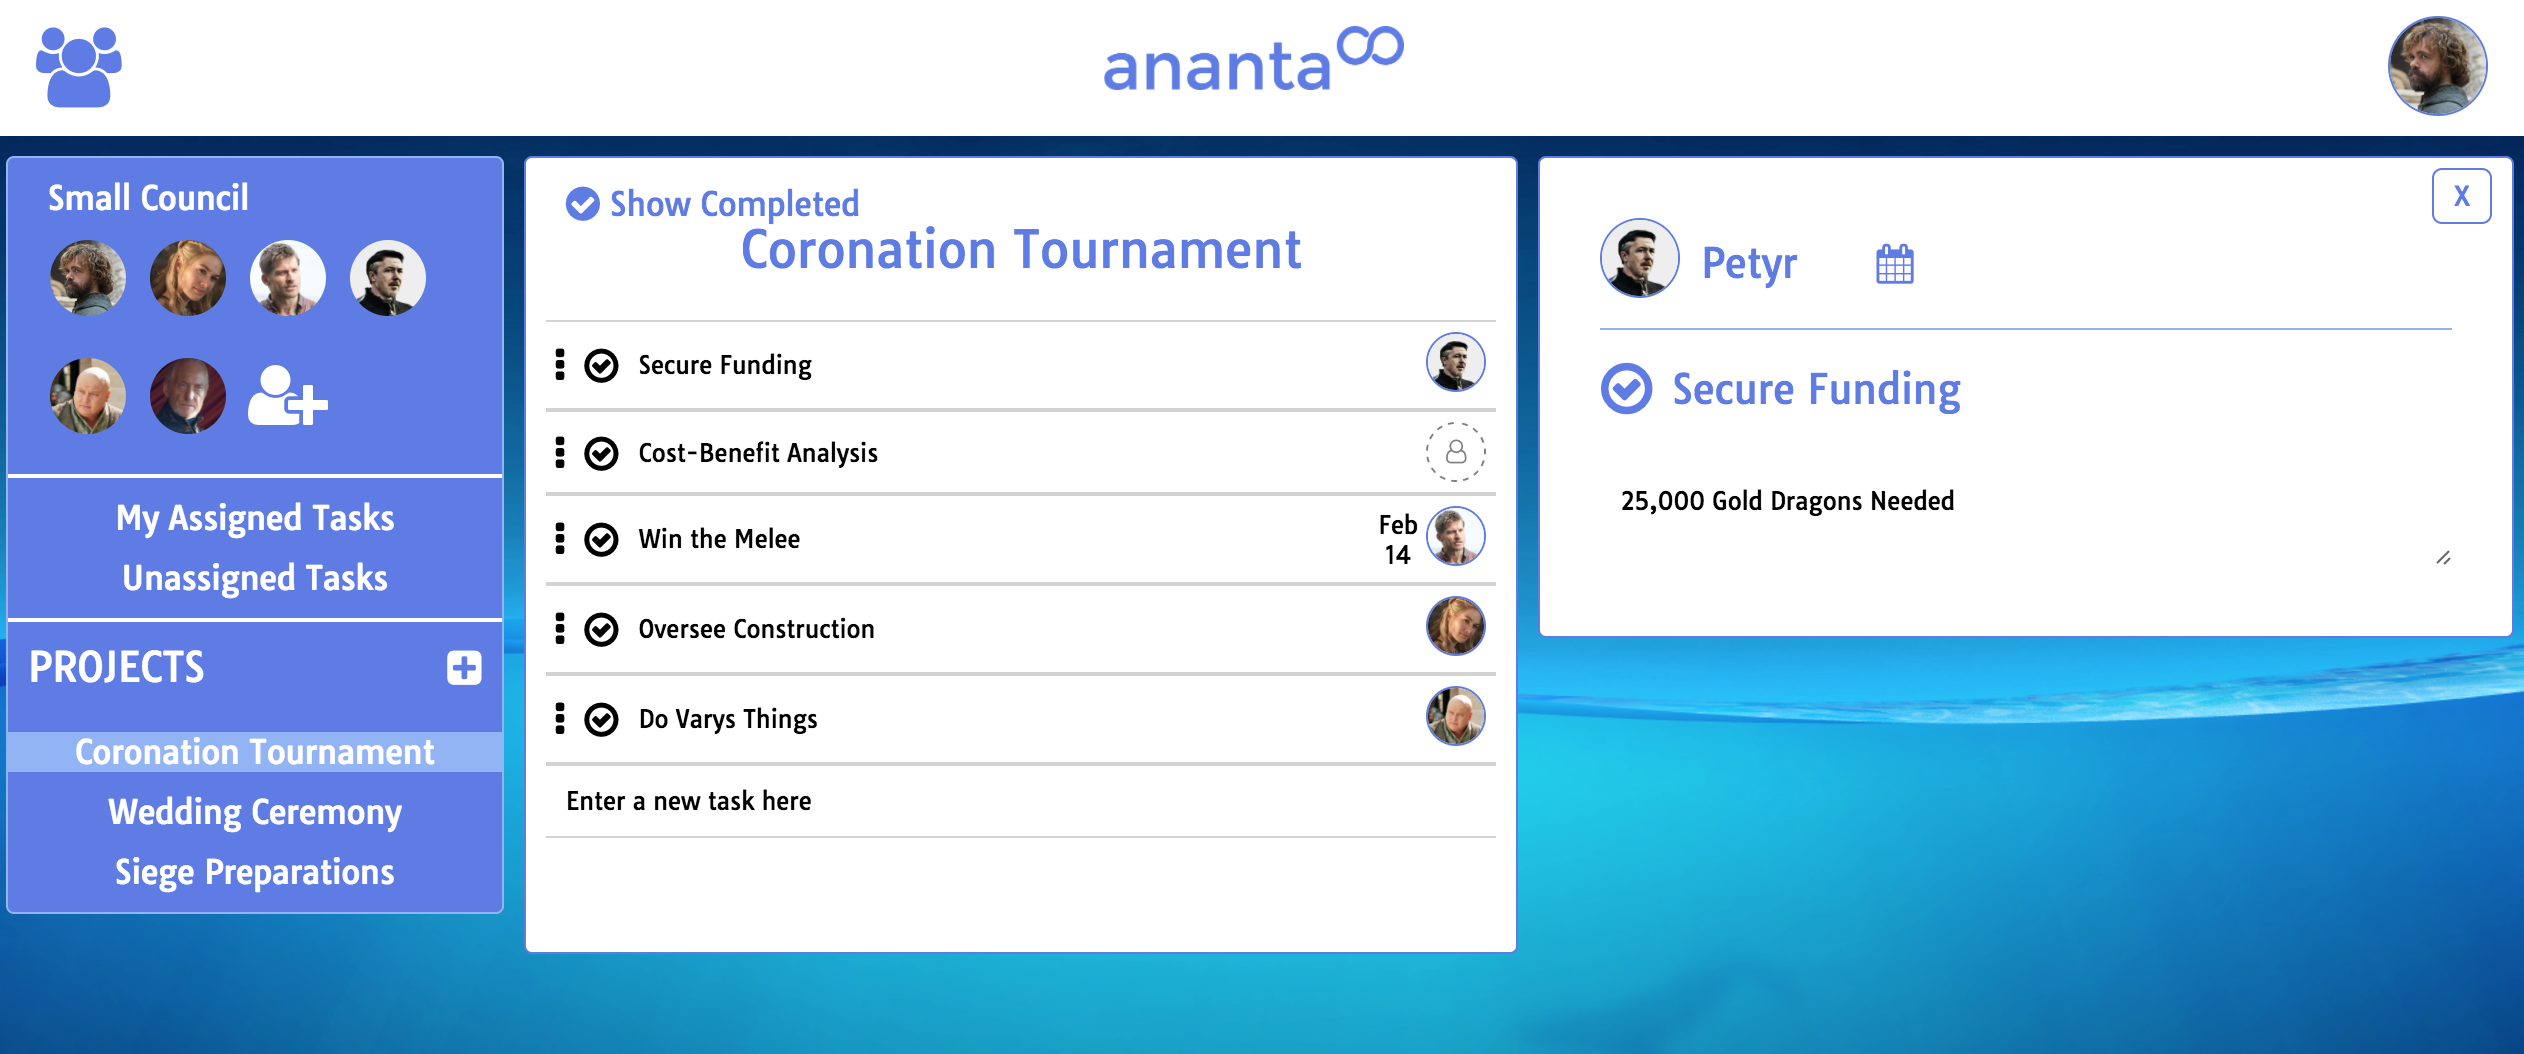 ananta
Small Council
My Assigned Tasks
Unassigned Tasks
PROJECTS
Coronation Tournament
Wedding Ceremony
Siege Preparations
Show Completed
Coronation Tournament
Secure Funding
Cost-Benefit Analysis
Win the Melee
Feb
14
Oversee Construction
Do Varys Things
Enter a new task here
X
Petyr
Secure Funding
25,000 Gold Dragons Needed